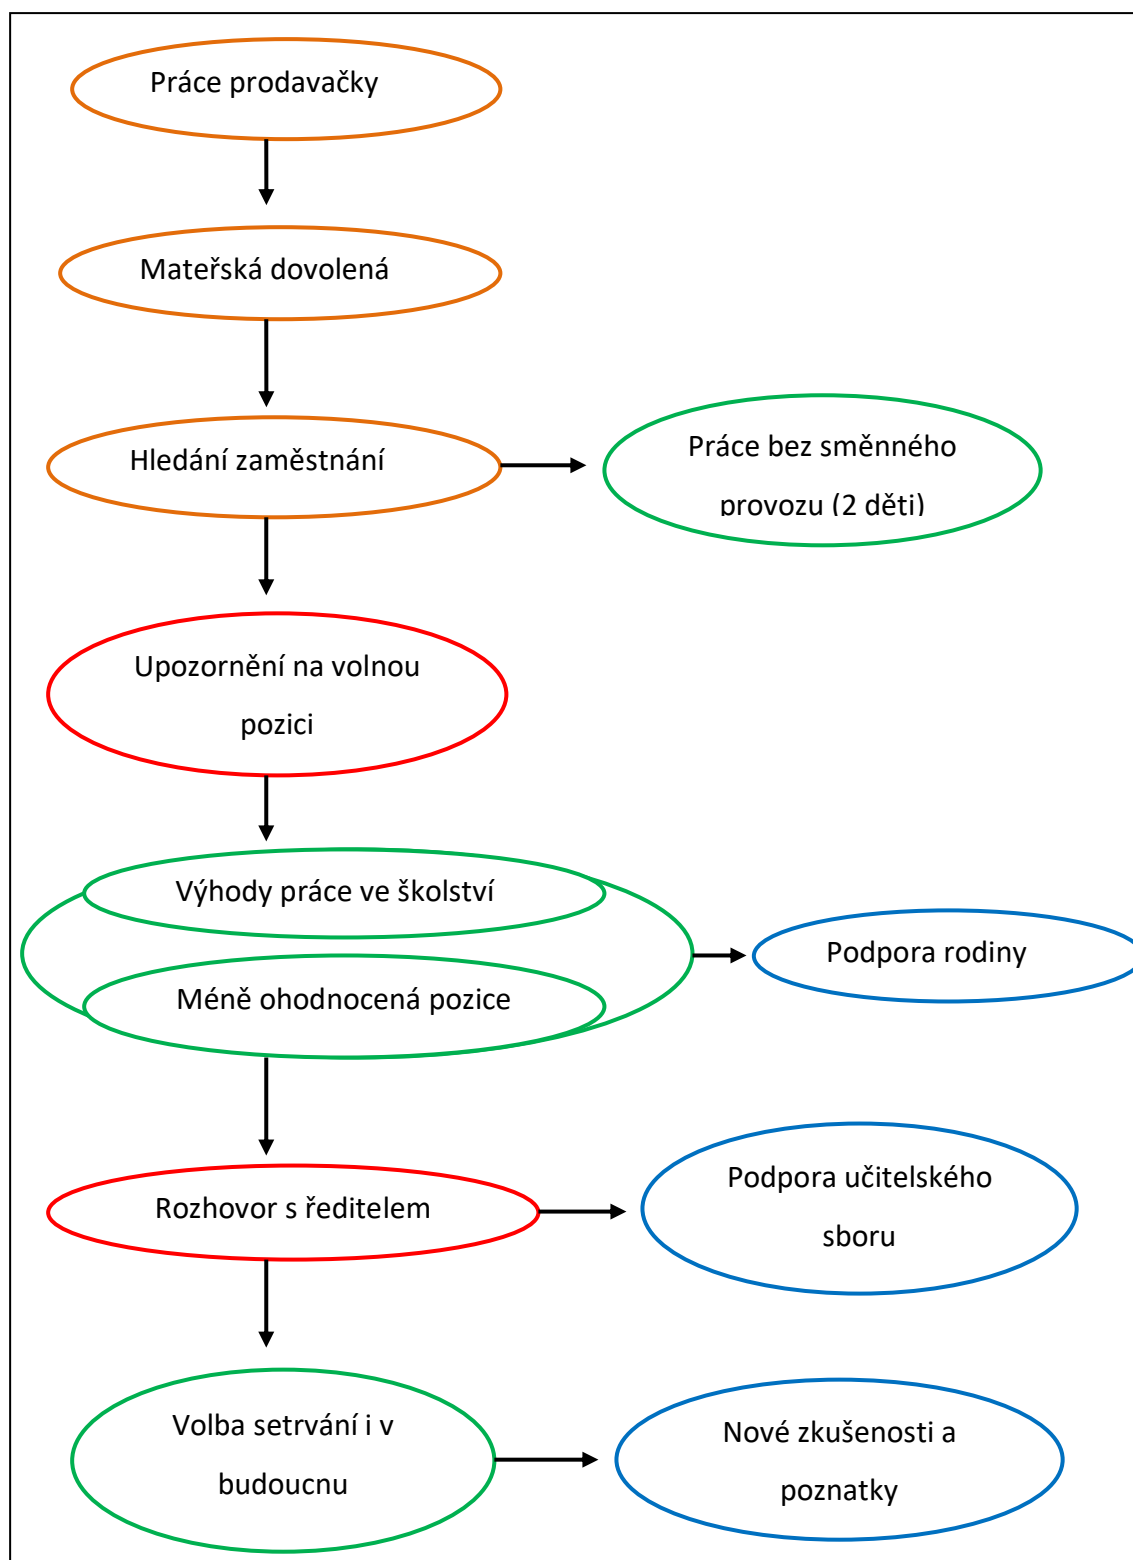 Práce prodavačky
Mateřská dovolená
Hledání zaměstnání
Práce bez směnného
provozu (2 děti)
Upozornění na volnou
pozici
Výhody práce ve školství
Méně ohodnocená pozice
Podpora rodiny
Rozhovor s ředitelem
Podpora učitelského
sboru
Volba setrvání i v
budoucnu
Nové zkušenosti a
poznatky